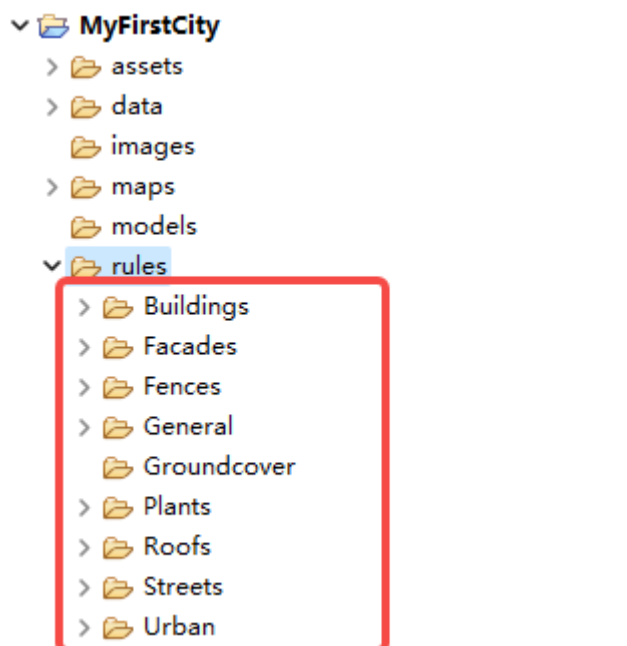 MyFirstCity
assets
data
images
maps
models
rules
Buildings
Facades
Fences
General
Groundcover
Plants
Roofs
Streets
Urban